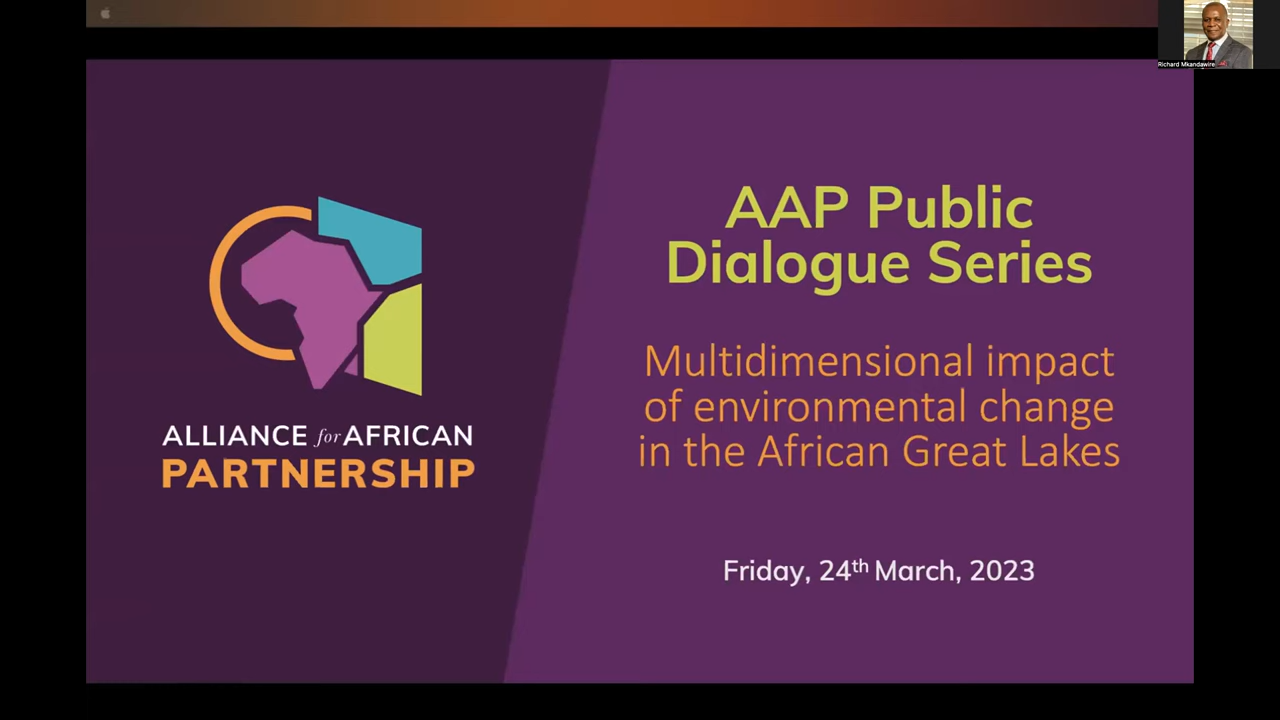 Richard Mkandawire
AAP Public
Dialogue Series
Multidimensional impact
of environmental change
in the African Great Lakes
ALLIANCE for AFRICAN
PARTNERSHIP
Friday, 24th March, 2023